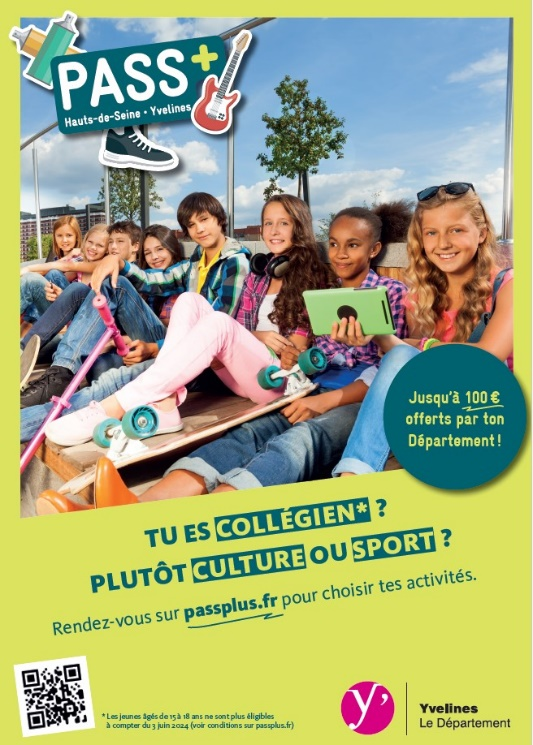 PASS+
Hauts-de-Seine • Yvelines
Jusqu'à 100 €
offerts par ton
Département !
TU ES COLLÉGIEN* ?
PLUTÔT CULTURE OU SPORT ?
Rendez-vous sur passplus.fr pour choisir tes activités.
* Les jeunes âgés de 15 à 18 ans ne sont plus éligibles
à compter du 3 juin 2024 (voir conditions sur passplus.fr)
y'
Yvelines
Le Département